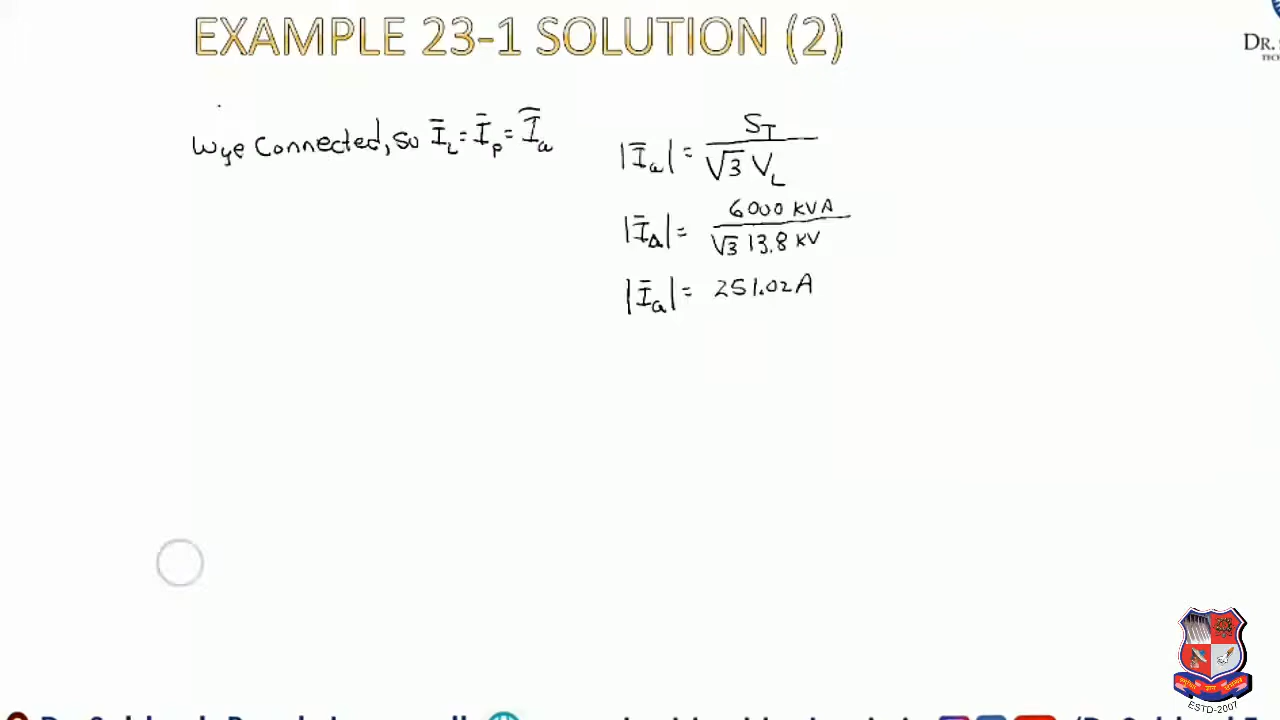 EXAMPLE 23-1 SOLUTION (2)
DR.
Wye Connected, so Ī_L = Ī_p = Ī_a
|Ī_a| = S_T / √3 V_L
|Ī_A| = 6000 KVA / √3 13.8 KV
|Ī_a| = 251.02A
ESTD-2007